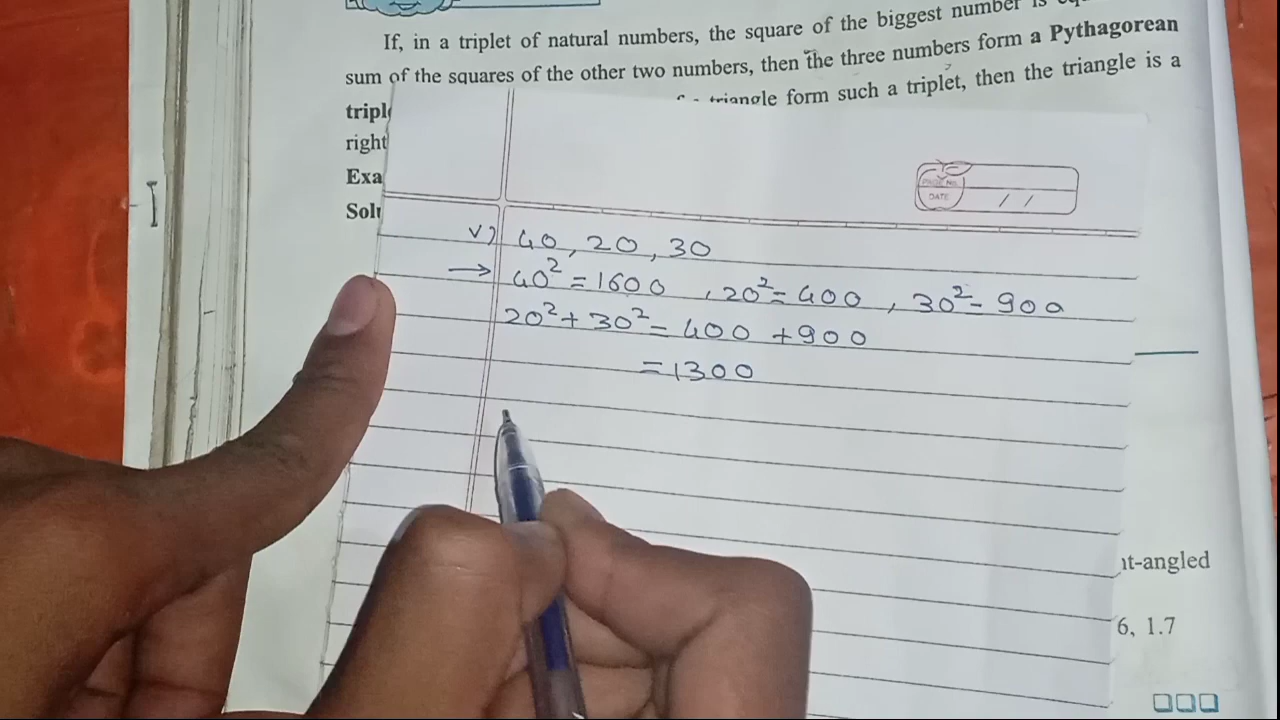 If, in a triplet of natural numbers, the square of the biggest number is
sum of the squares of the other two numbers, then the three numbers form a Pythagorean
triangle form such a triplet, then the triangle is a
right
Exa
Solu
PAGE No.
DATE / /
v) 40, 20, 30
→ 40² = 1600 , 20² = 400 , 30² = 900
20² + 30² = 400 + 900
= 1300
nt-angled
6, 1.7